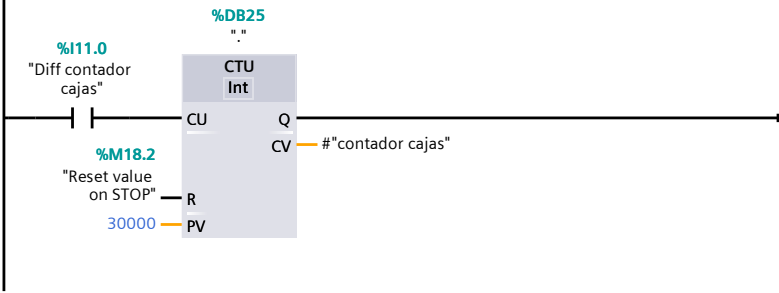 %DB25
"."
%I11.0
"Diff contador
cajas"
CTU
Int
CU
Q
CV
#"contador cajas"
%M18.2
"Reset value
on STOP"
R
30000
PV